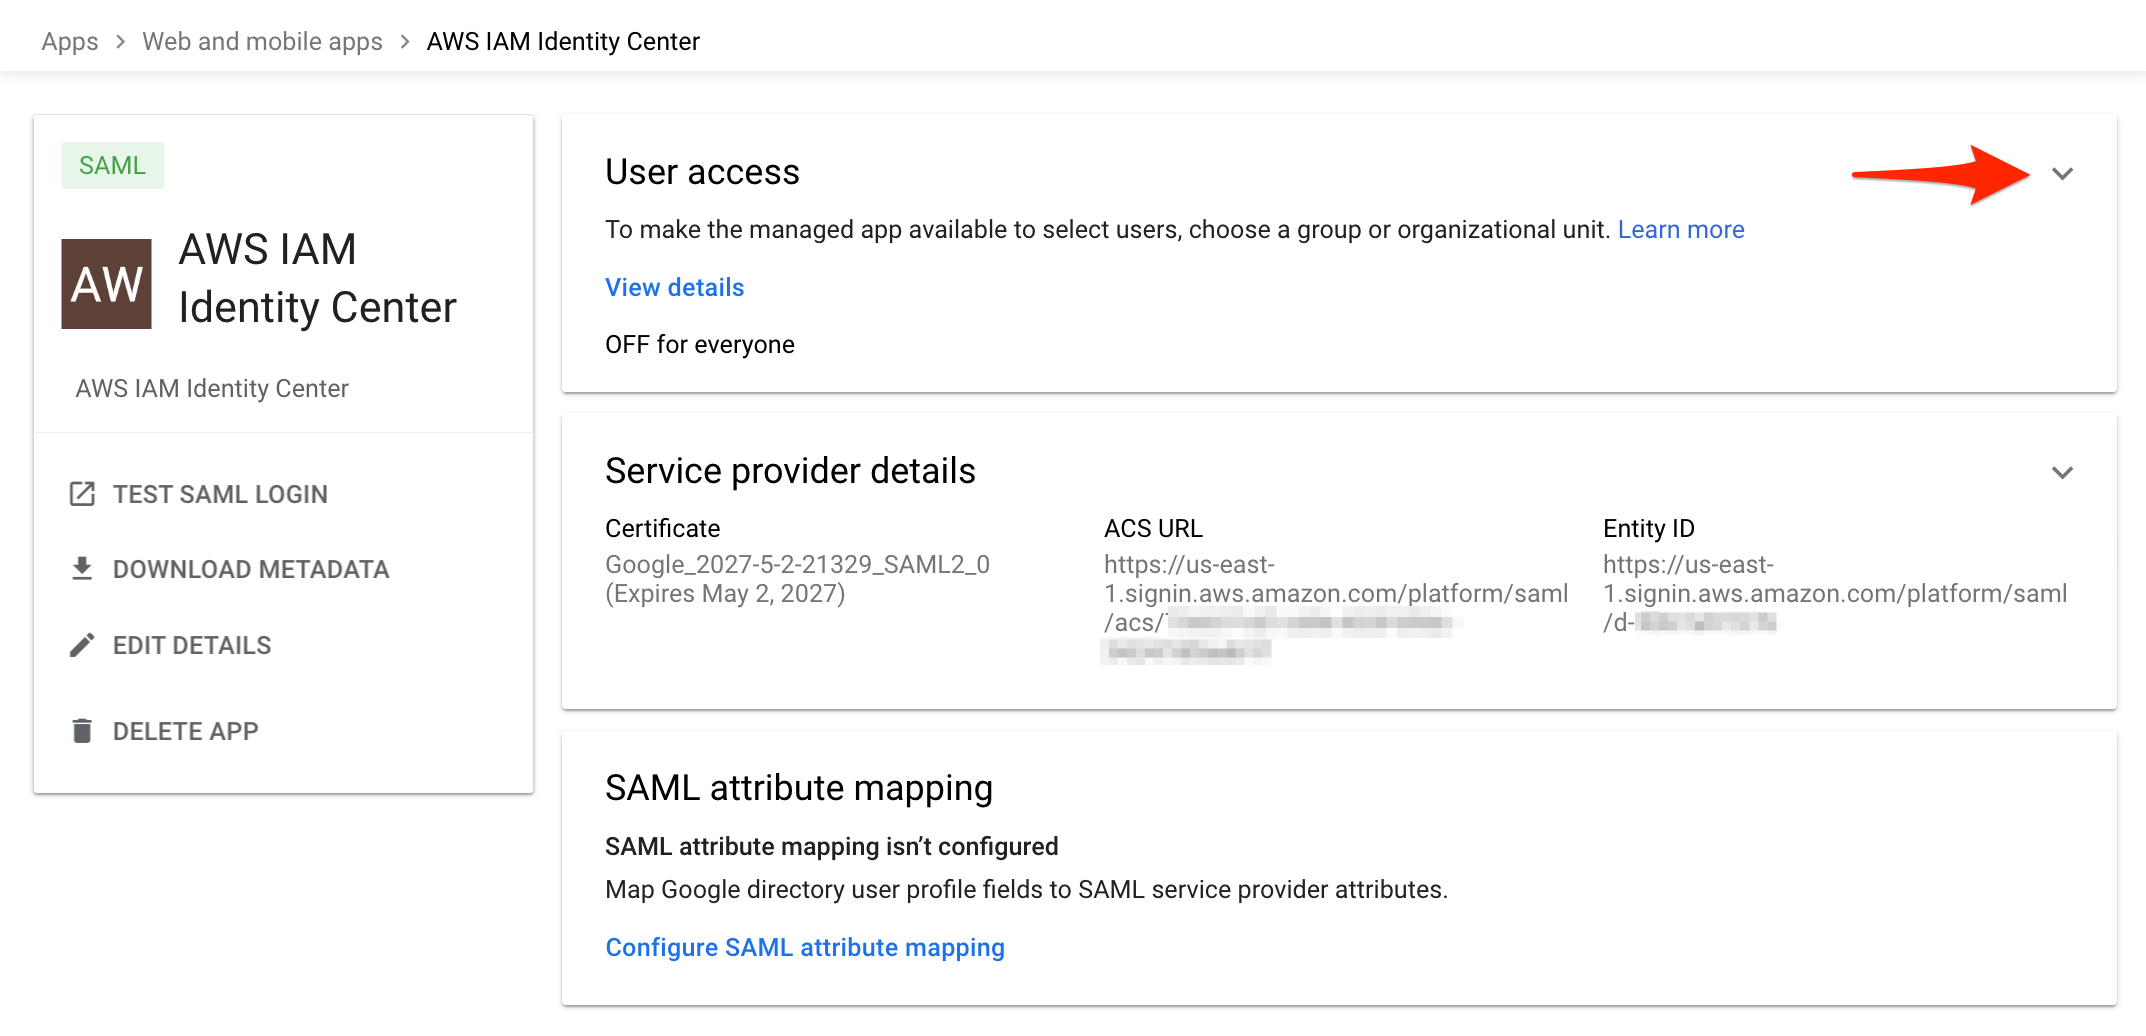 Apps > Web and mobile apps > AWS IAM Identity Center
SAML
AW
AWS IAM
Identity Center
AWS IAM Identity Center
TEST SAML LOGIN
DOWNLOAD METADATA
EDIT DETAILS
DELETE APP
User access
To make the managed app available to select users, choose a group or organizational unit. Learn more
View details
OFF for everyone
Service provider details
Certificate
Google_2027-5-2-21329_SAML2_0
(Expires May 2, 2027)
ACS URL
https://us-east-
1.signin.aws.amazon.com/platform/saml
/acs/
Entity ID
https://us-east-
1.signin.aws.amazon.com/platform/saml
/d-
SAML attribute mapping
SAML attribute mapping isn’t configured
Map Google directory user profile fields to SAML service provider attributes.
Configure SAML attribute mapping